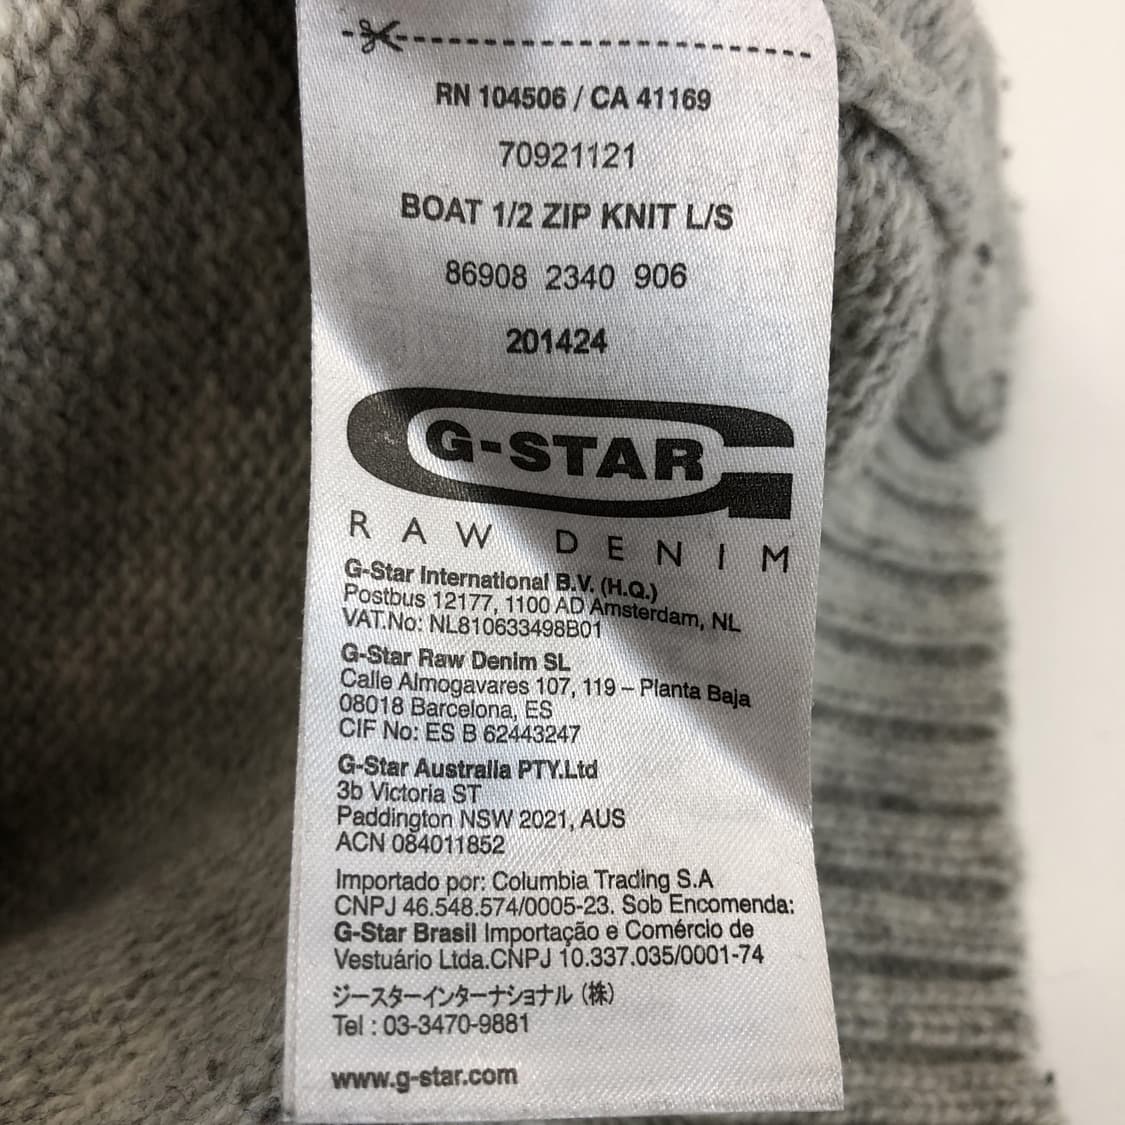 RN 104506 / CA 41169
70921121
BOAT 1/2 ZIP KNIT L/S
86908 2340 906
201424
G-STAR
RAW DENIM
G-Star International B.V. (H.Q.)
Postbus 12177, 1100 AD Amsterdam, NL
VAT.No: NL810633498B01
G-Star Raw Denim SL
Calle Almogavares 107, 119 – Planta Baja
08018 Barcelona, ES
CIF No: ES B 62443247
G-Star Australia PTY.Ltd
3b Victoria ST
Paddington NSW 2021, AUS
ACN 084011852
Importado por: Columbia Trading S.A
CNPJ 46.548.574/0005-23. Sob Encomenda:
G-Star Brasil Importação e Comércio de
Vestuário Ltda.CNPJ 10.337.035/0001-74
ジースターインターナショナル（株）
Tel : 03-3470-9881
www.g-star.com